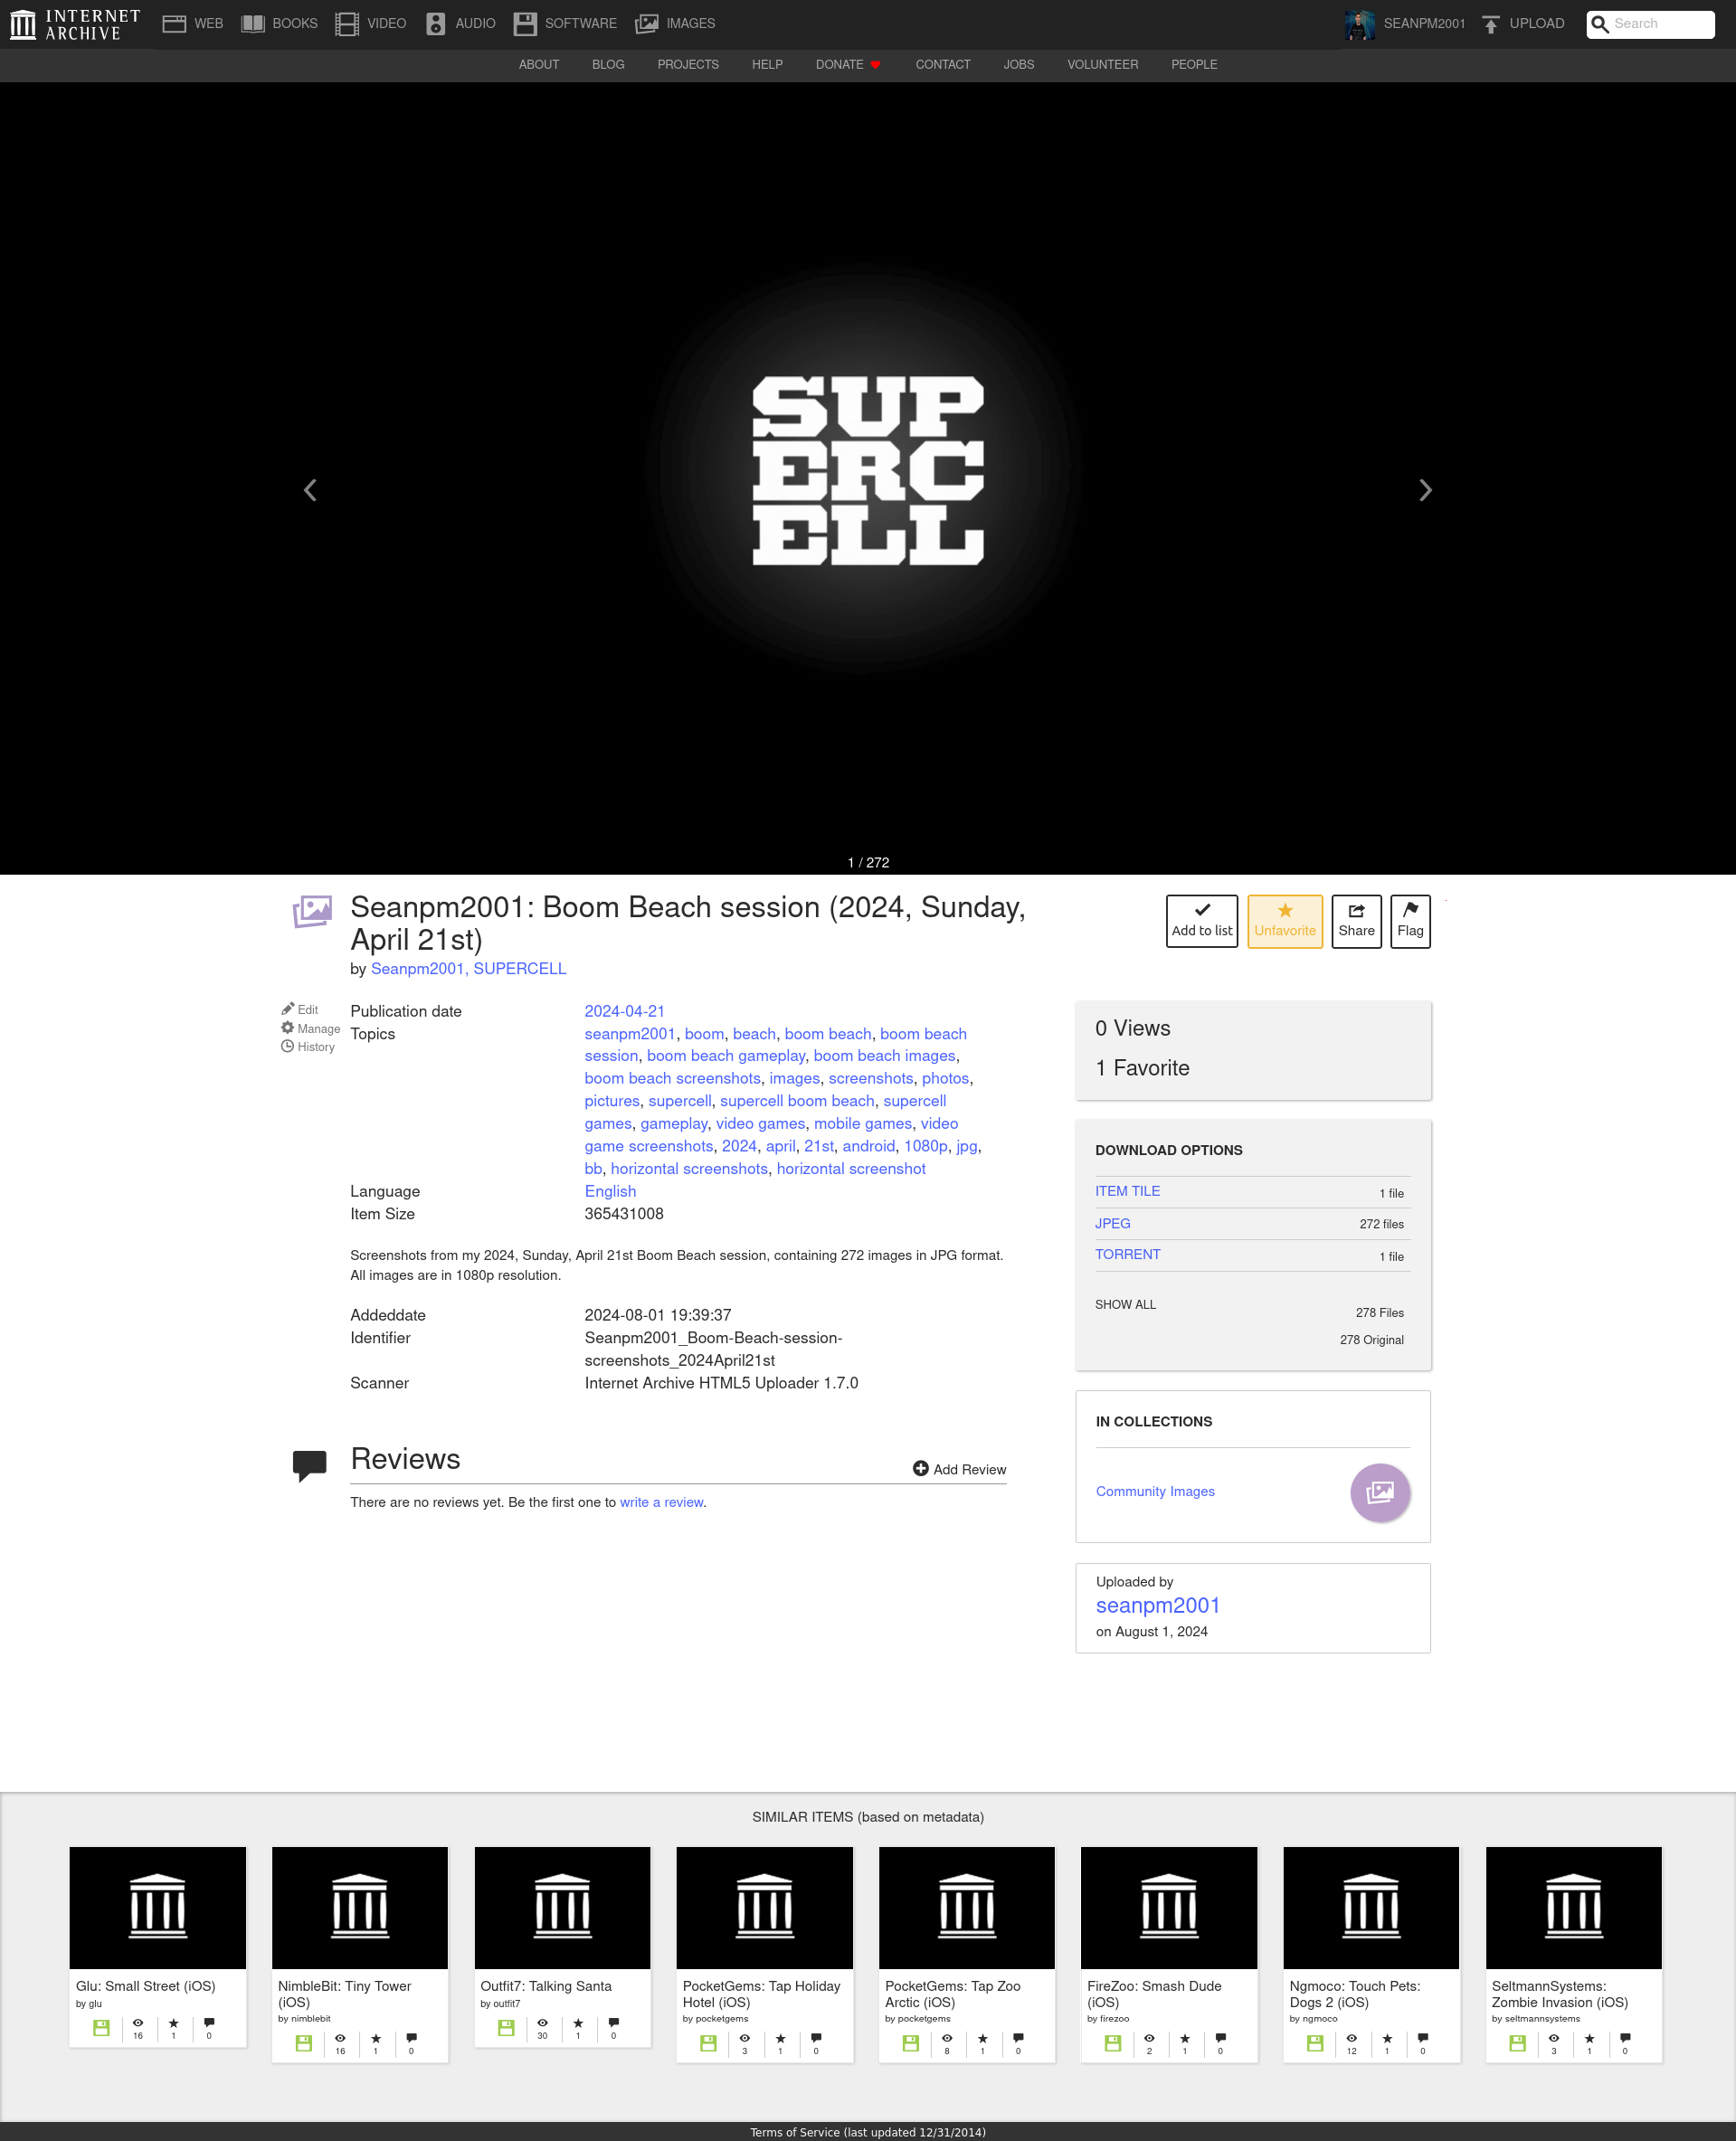 INTERNET ARCHIVE
WEB BOOKS VIDEO AUDIO SOFTWARE IMAGES SEANPM2001 UPLOAD Search
ABOUT BLOG PROJECTS HELP DONATE CONTACT JOBS VOLUNTEER PEOPLE
SUP
ERC
ELL
1 / 272
Seanpm2001: Boom Beach session (2024, Sunday,
April 21st)
by Seanpm2001, SUPERCELL
Add to list Unfavorite Share Flag
Edit
Manage
History
Publication date 2024-04-21
Topics seanpm2001, boom, beach, boom beach, boom beach
session, boom beach gameplay, boom beach images,
boom beach screenshots, images, screenshots, photos,
pictures, supercell, supercell boom beach, supercell
games, gameplay, video games, mobile games, video
game screenshots, 2024, april, 21st, android, 1080p, jpg,
bb, horizontal screenshots, horizontal screenshot
Language English
Item Size 365431008
Screenshots from my 2024, Sunday, April 21st Boom Beach session, containing 272 images in JPG format.
All images are in 1080p resolution.
Addeddate 2024-08-01 19:39:37
Identifier Seanpm2001_Boom-Beach-session-
screenshots_2024April21st
Scanner Internet Archive HTML5 Uploader 1.7.0
Reviews
Add Review
There are no reviews yet. Be the first one to write a review.
0 Views
1 Favorite
DOWNLOAD OPTIONS
ITEM TILE 1 file
JPEG 272 files
TORRENT 1 file
SHOW ALL 278 Files
278 Original
IN COLLECTIONS
Community Images
Uploaded by
seanpm2001
on August 1, 2024
SIMILAR ITEMS (based on metadata)
Glu: Small Street (iOS)
by glu
16 1 0
NimbleBit: Tiny Tower
(iOS)
by nimblebit
16 1 0
Outfit7: Talking Santa
by outfit7
30 1 0
PocketGems: Tap Holiday
Hotel (iOS)
by pocketgems
3 1 0
PocketGems: Tap Zoo
Arctic (iOS)
by pocketgems
8 1 0
FireZoo: Smash Dude
(iOS)
by firezoo
2 1 0
Ngmoco: Touch Pets:
Dogs 2 (iOS)
by ngmoco
12 1 0
SeltmannSystems:
Zombie Invasion (iOS)
by seltmannsystems
3 1 0
Terms of Service (last updated 12/31/2014)